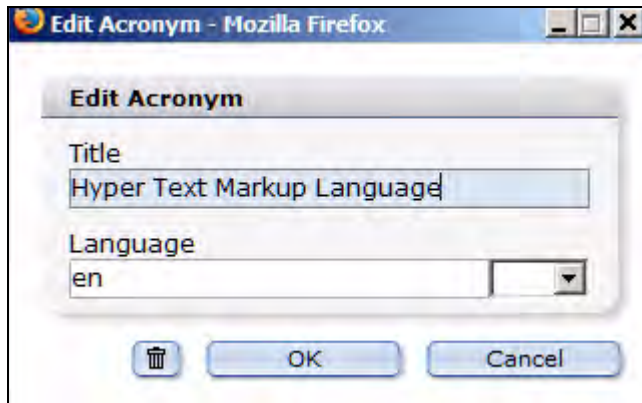 Edit Acronym - Mozilla Firefox
Edit Acronym
Title
Hyper Text Markup Language
Language
en
OK Cancel